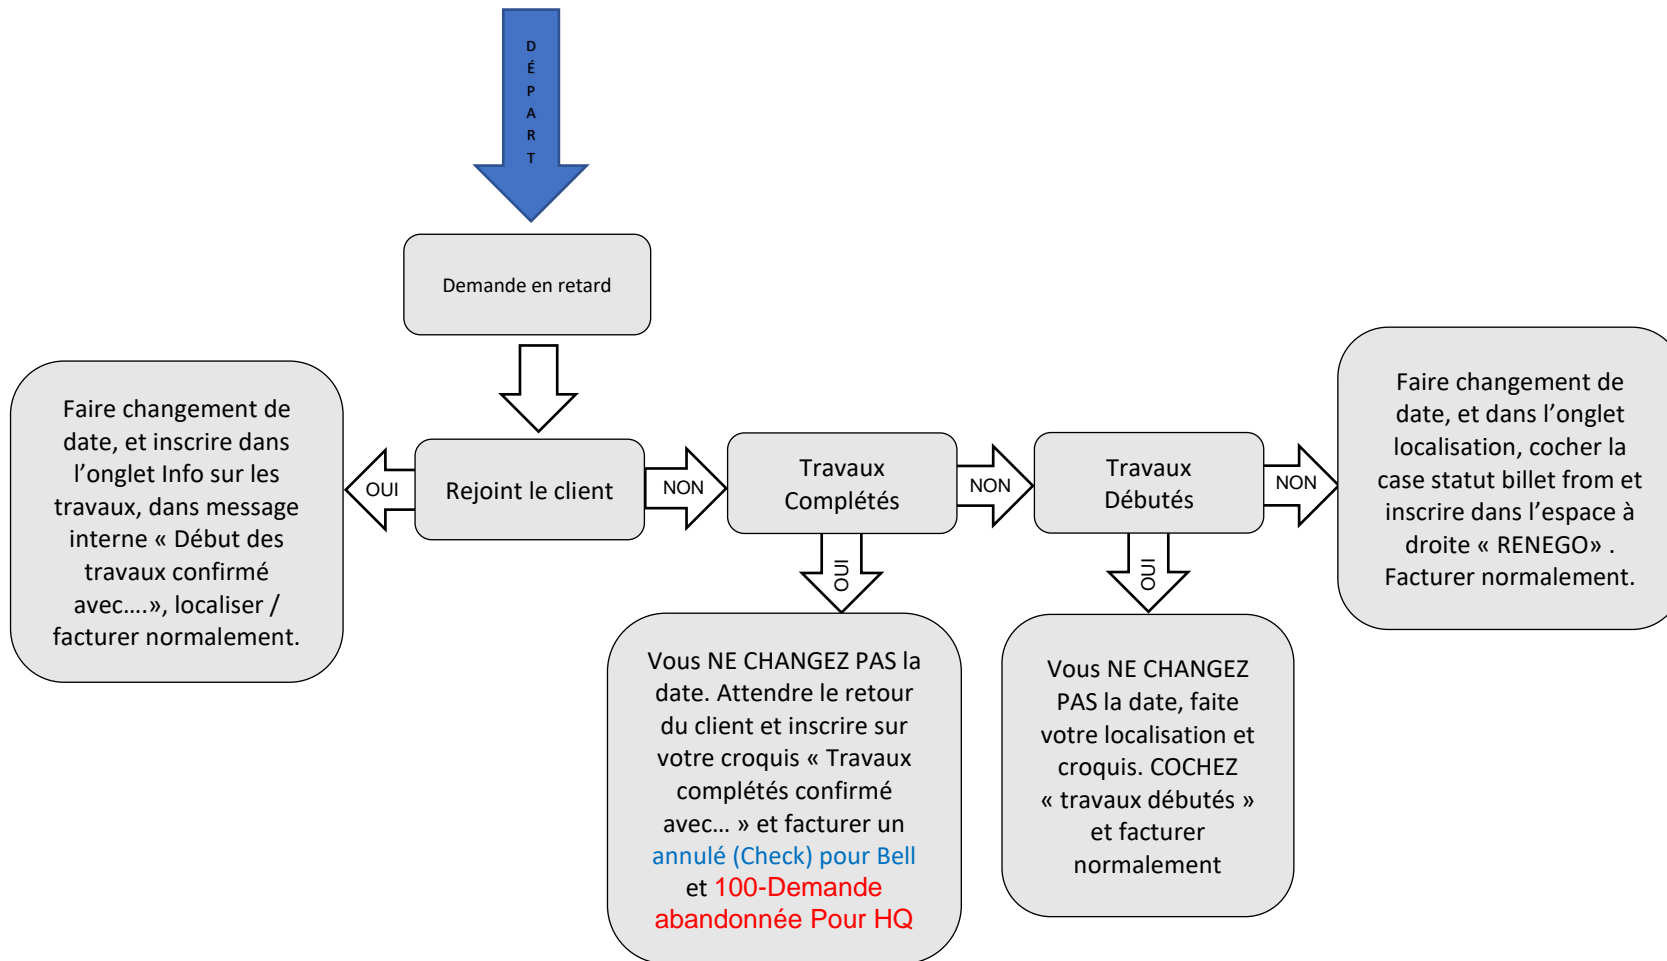 DÉPART
Demande en retard
Faire changement de
date, et inscrire dans
l’onglet Info sur les
travaux, dans message
interne « Début des
travaux confirmé
avec….», localiser /
facturer normalement.
OUI
Rejoint le client
NON
Travaux
Complétés
NON
Travaux
Débutés
NON
Faire changement de
date, et dans l’onglet
localisation, cocher la
case statut billet from et
inscrire dans l’espace à
droite « RENEGO» .
Facturer normalement.
OUI
OUI
Vous NE CHANGEZ PAS la
date. Attendre le retour
du client et inscrire sur
votre croquis « Travaux
complétés confirmé
avec… » et facturer un
annulé (Check) pour Bell
et 100-Demande
abandonnée Pour HQ
Vous NE CHANGEZ
PAS la date, faite
votre localisation et
croquis. COCHEZ
« travaux débutés »
et facturer
normalement